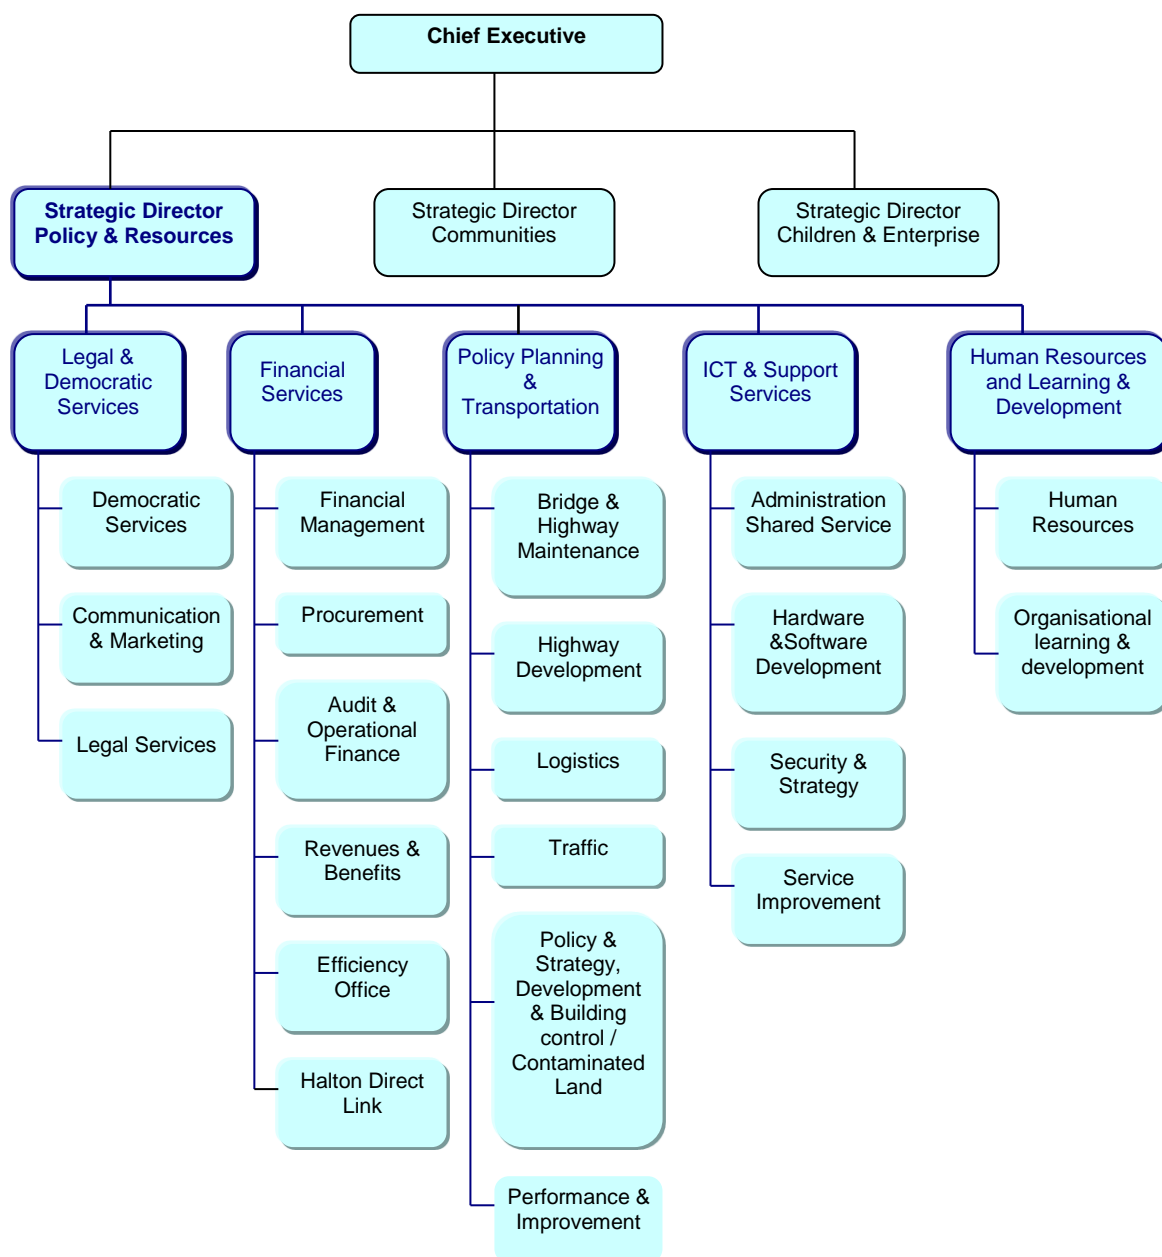 Chief Executive
Strategic Director
Policy & Resources
Strategic Director
Communities
Strategic Director
Children & Enterprise
Legal &
Democratic
Services
Financial
Services
Policy Planning
&
Transportation
ICT & Support
Services
Human Resources
and Learning &
Development
Democratic
Services
Communication
& Marketing
Legal Services
Financial
Management
Procurement
Audit &
Operational
Finance
Revenues &
Benefits
Efficiency
Office
Halton Direct
Link
Bridge &
Highway
Maintenance
Highway
Development
Logistics
Traffic
Policy &
Strategy,
Development
& Building
control /
Contaminated
Land
Performance &
Improvement
Administration
Shared Service
Hardware
&Software
Development
Security &
Strategy
Service
Improvement
Human
Resources
Organisational
learning &
development